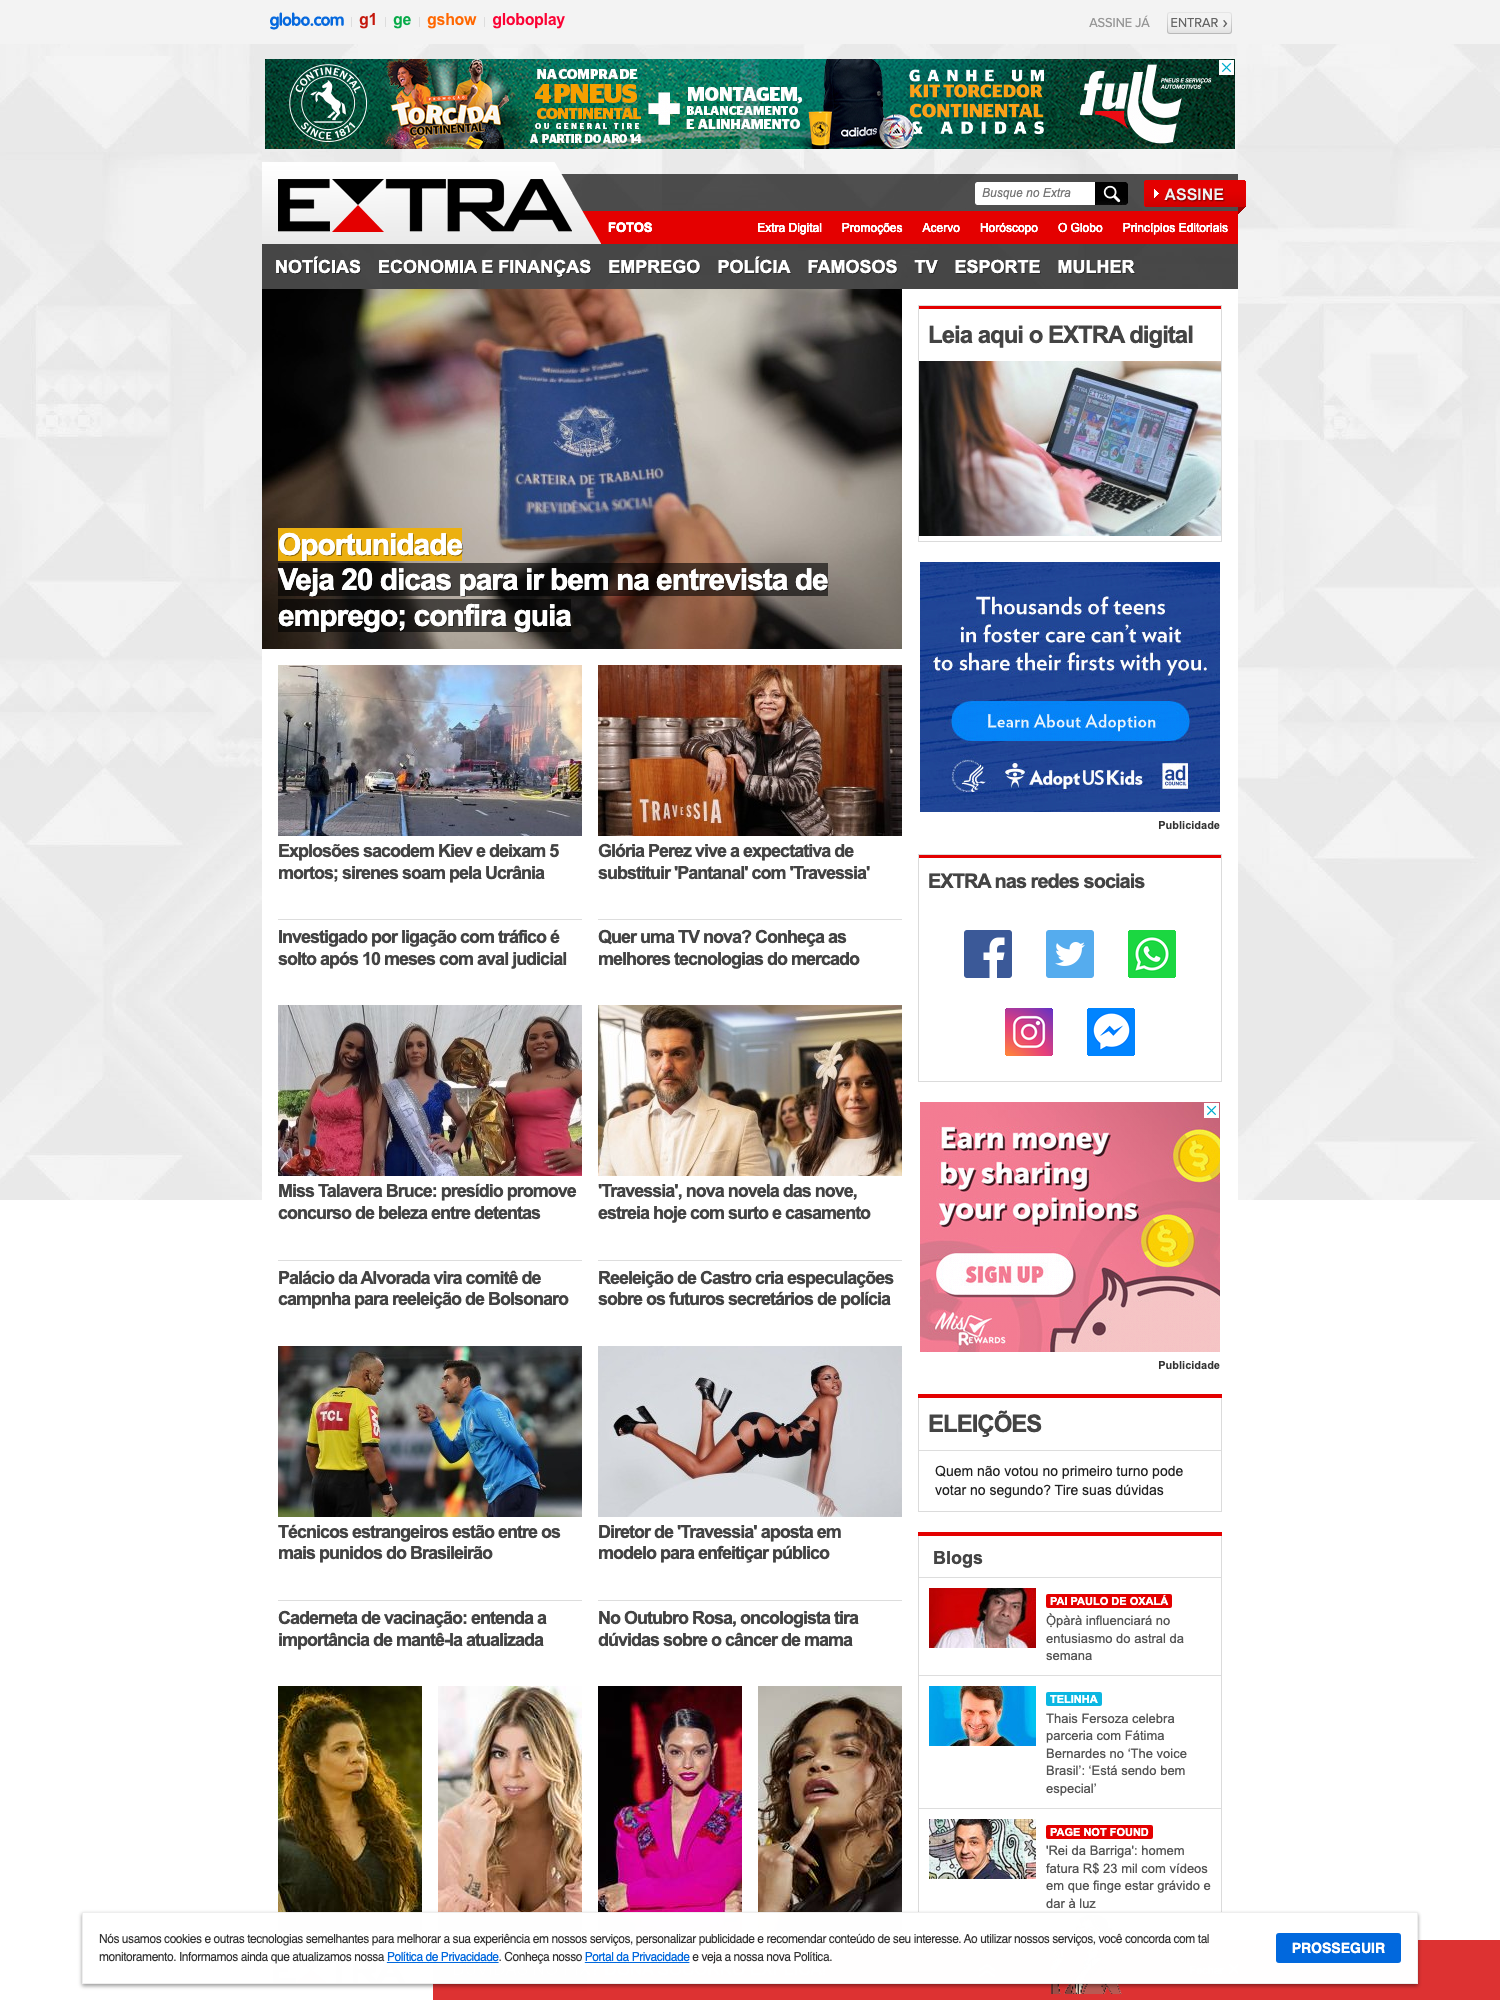 globo.com
g1
ge
gshow
globoplay
ASSINE JÁ
ENTRAR ›
CONTINENTAL
SINCE 1871
TORCIDA
CONTINENTAL
NA COMPRA DE
4 PNEUS
CONTINENTAL
OU GENERAL TIRE
A PARTIR DO ARO 14
+
MONTAGEM,
BALANCEAMENTO
E ALINHAMENTO
adidas
GANHE UM
KIT TORCEDOR
CONTINENTAL
& ADIDAS
full
PNEUS E SERVIÇOS
AUTOMOTIVOS
EXTRA
Busque no Extra
ASSINE
FOTOS
Extra Digital
Promoções
Acervo
Horóscopo
O Globo
Princípios Editoriais
NOTÍCIAS
ECONOMIA E FINANÇAS
EMPREGO
POLÍCIA
FAMOSOS
TV
ESPORTE
MULHER
Ministério do Trabalho
Secretaria de Políticas de Emprego e Salário
CARTEIRA DE TRABALHO
E
PREVIDÊNCIA SOCIAL
Oportunidade
Veja 20 dicas para ir bem na entrevista de
emprego; confira guia
TRAVESSIA
Explosões sacodem Kiev e deixam 5
mortos; sirenes soam pela Ucrânia
Glória Perez vive a expectativa de
substituir 'Pantanal' com 'Travessia'
Investigado por ligação com tráfico é
solto após 10 meses com aval judicial
Quer uma TV nova? Conheça as
melhores tecnologias do mercado
Miss Talavera Bruce: presídio promove
concurso de beleza entre detentas
'Travessia', nova novela das nove,
estreia hoje com surto e casamento
Palácio da Alvorada vira comitê de
campnha para reeleição de Bolsonaro
Reeleição de Castro cria especulações
sobre os futuros secretários de polícia
TCL
Técnicos estrangeiros estão entre os
mais punidos do Brasileirão
Diretor de 'Travessia' aposta em
modelo para enfeitiçar público
Caderneta de vacinação: entenda a
importância de mantê-la atualizada
No Outubro Rosa, oncologista tira
dúvidas sobre o câncer de mama
Leia aqui o EXTRA digital
EXTRA
Thousands of teens
in foster care can't wait
to share their firsts with you.
Learn About Adoption
AdoptUSKids
ad
COUNCIL
Publicidade
EXTRA nas redes sociais
Earn money
by sharing
your opinions
SIGN UP
Mis
REWARDS
Publicidade
ELEIÇÕES
Quem não votou no primeiro turno pode
votar no segundo? Tire suas dúvidas
Blogs
PAI PAULO DE OXALÁ
Ọ̀pàrà influenciará no
entusiasmo do astral da
semana
TELINHA
Thais Fersoza celebra
parceria com Fátima
Bernardes no ‘The voice
Brasil’: ‘Está sendo bem
especial’
PAGE NOT FOUND
'Rei da Barriga': homem
fatura R$ 23 mil com vídeos
em que finge estar grávido e
dar à luz
Nós usamos cookies e outras tecnologias semelhantes para melhorar a sua experiência em nossos serviços, personalizar publicidade e recomendar conteúdo de seu interesse. Ao utilizar nossos serviços, você concorda com tal
monitoramento. Informamos ainda que atualizamos nossa Política de Privacidade. Conheça nosso Portal da Privacidade e veja a nossa nova Política.
PROSSEGUIR